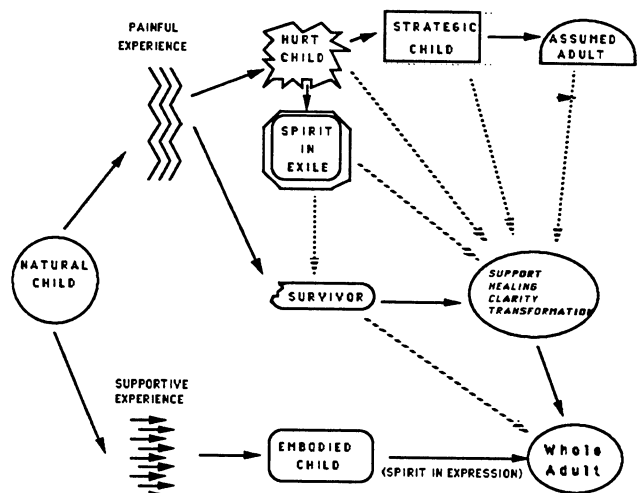 PAINFUL
EXPERIENCE
HURT
CHILD
STRATEGIC
CHILD
ASSUMED
ADULT
SPIRIT
IN
EXILE
NATURAL
CHILD
SURVIVOR
SUPPORT
HEALING
CLARITY
TRANSFORMATION
SUPPORTIVE
EXPERIENCE
EMBODIED
CHILD
(SPIRIT IN EXPRESSION)
Whole
Adult